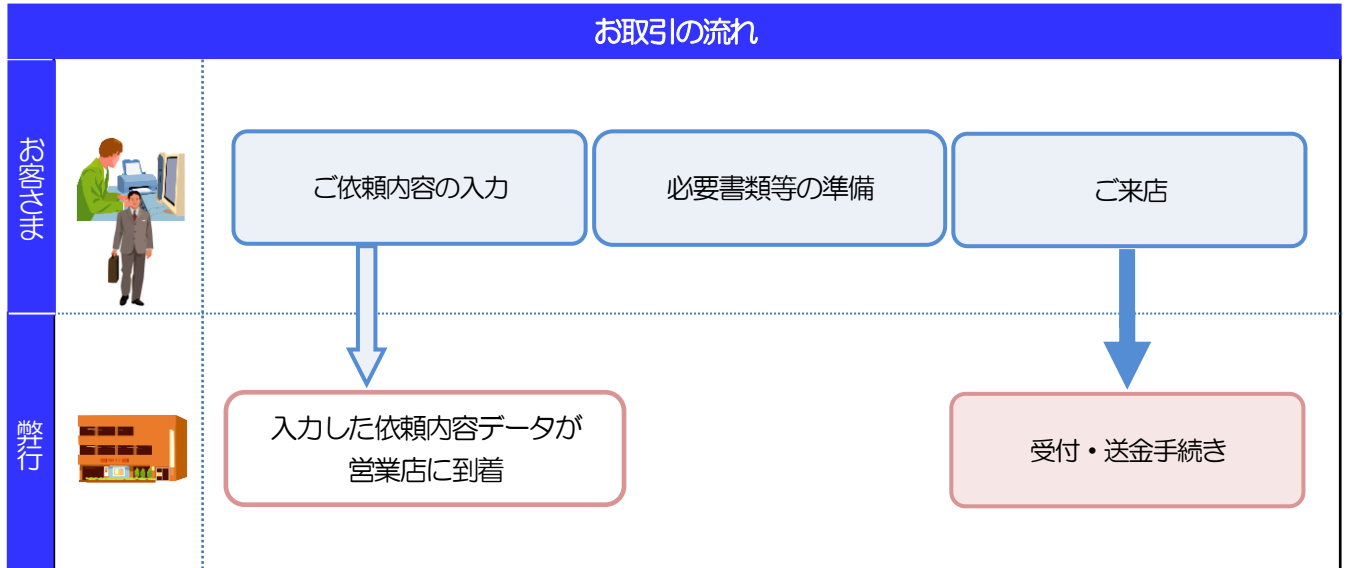 お取引の流れ
お客さま
ご依頼内容の入力
必要書類等の準備
ご来店
弊行
入力した依頼内容データが
営業店に到着
受付・送金手続き